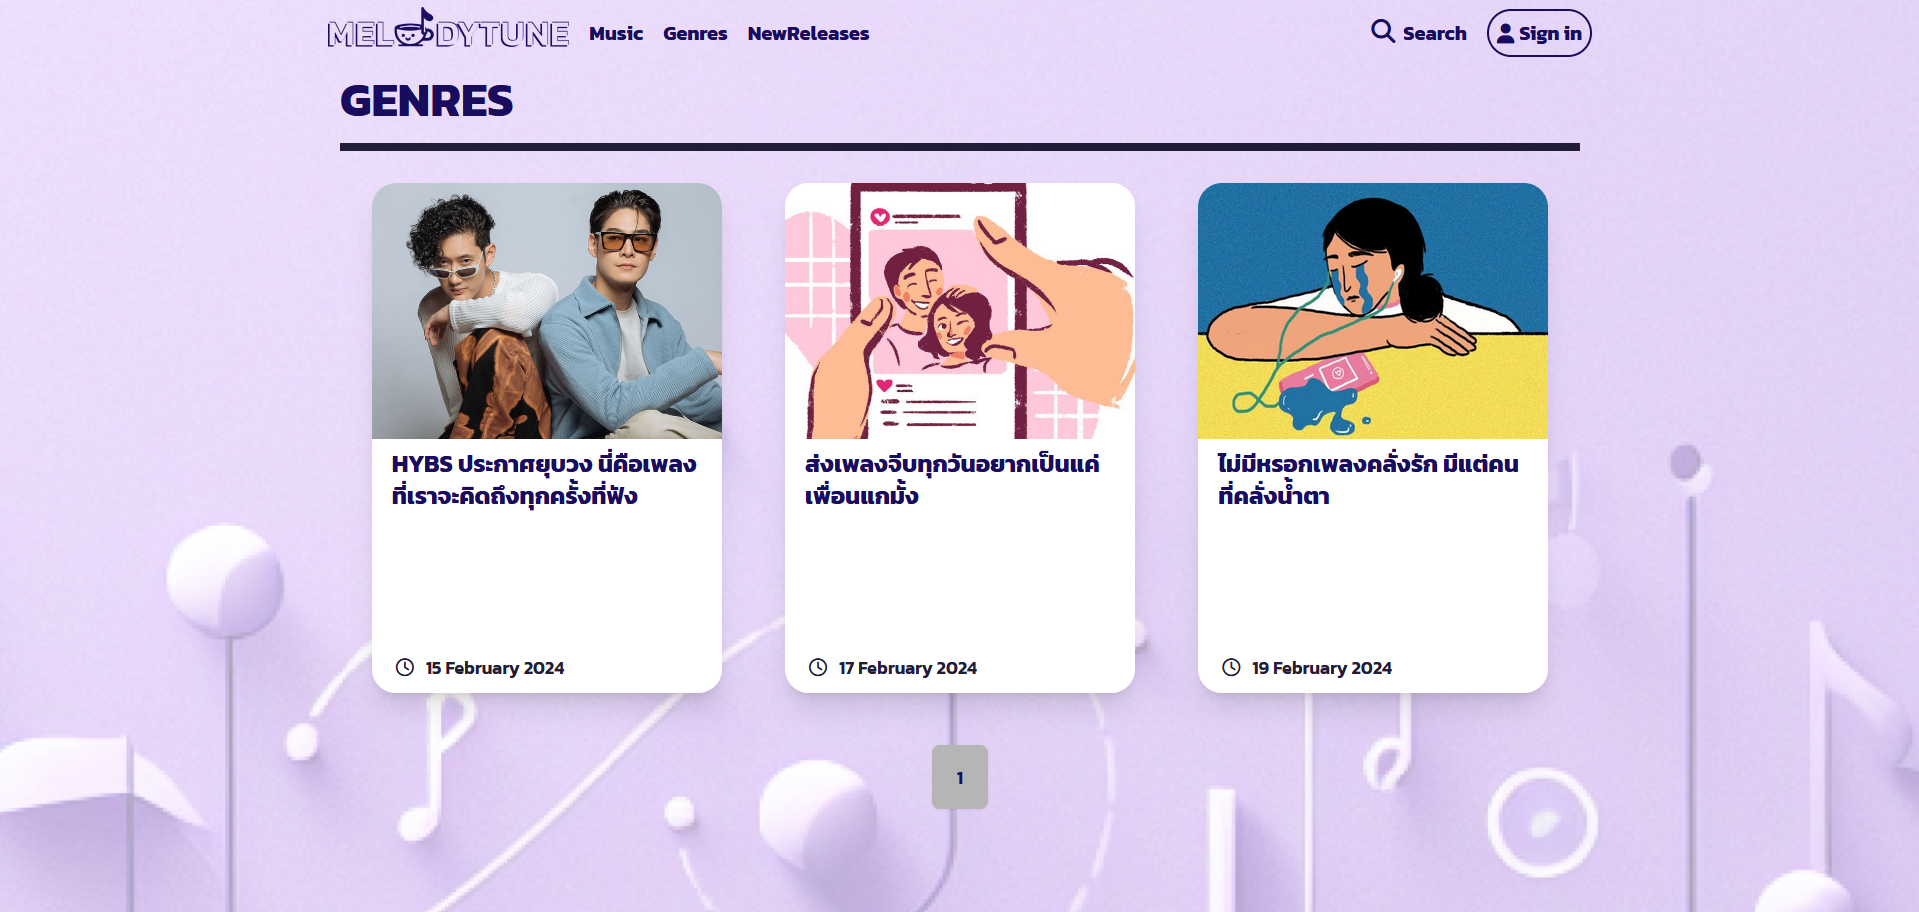 MELODYTUNE Music Genres NewReleases Search Sign in
GENRES
HYBS ประกาศยุบวง นี่คือเพลง
ที่เราจะคิดถึงทุกครั้งที่ฟัง
15 February 2024
ส่งเพลงจีบทุกวันอยากเป็นแค่
เพื่อนแกมั้ง
17 February 2024
ไม่มีหรอกเพลงคลั่งรัก มีแต่คน
ที่คลั่งน้ำตา
19 February 2024
1